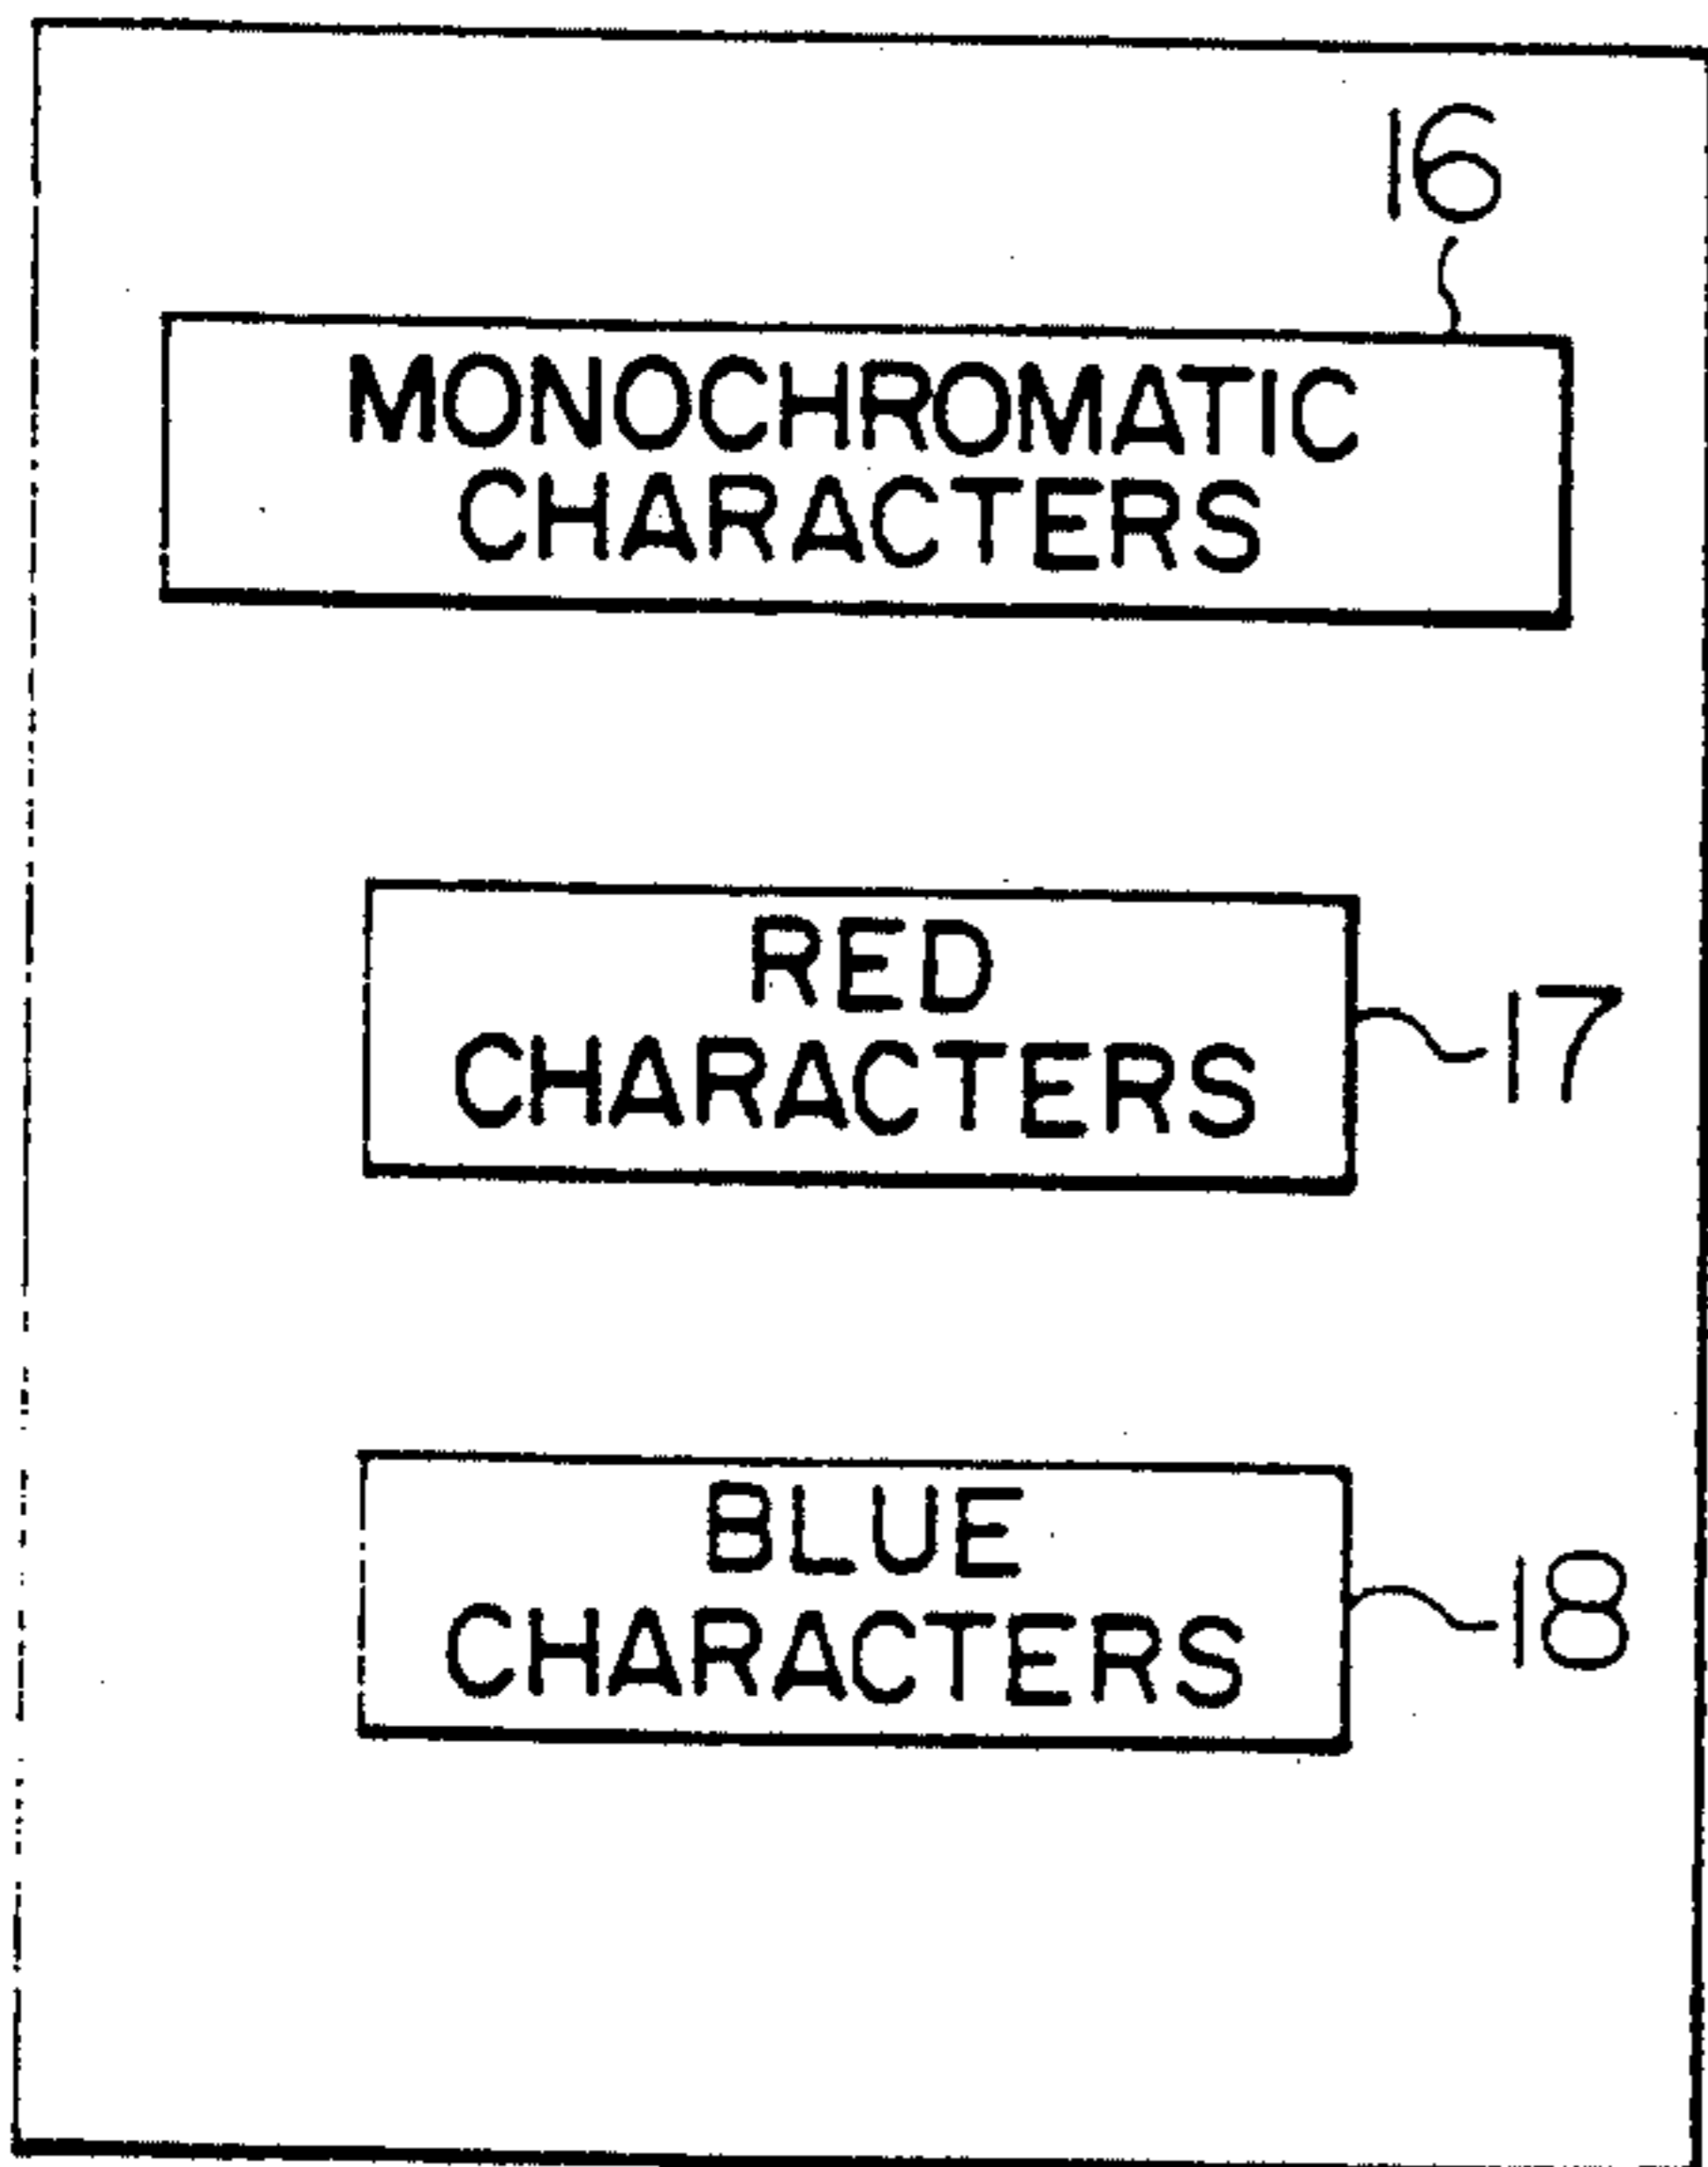 16
MONOCHROMATIC
CHARACTERS
RED
CHARACTERS
17
BLUE
CHARACTERS
18